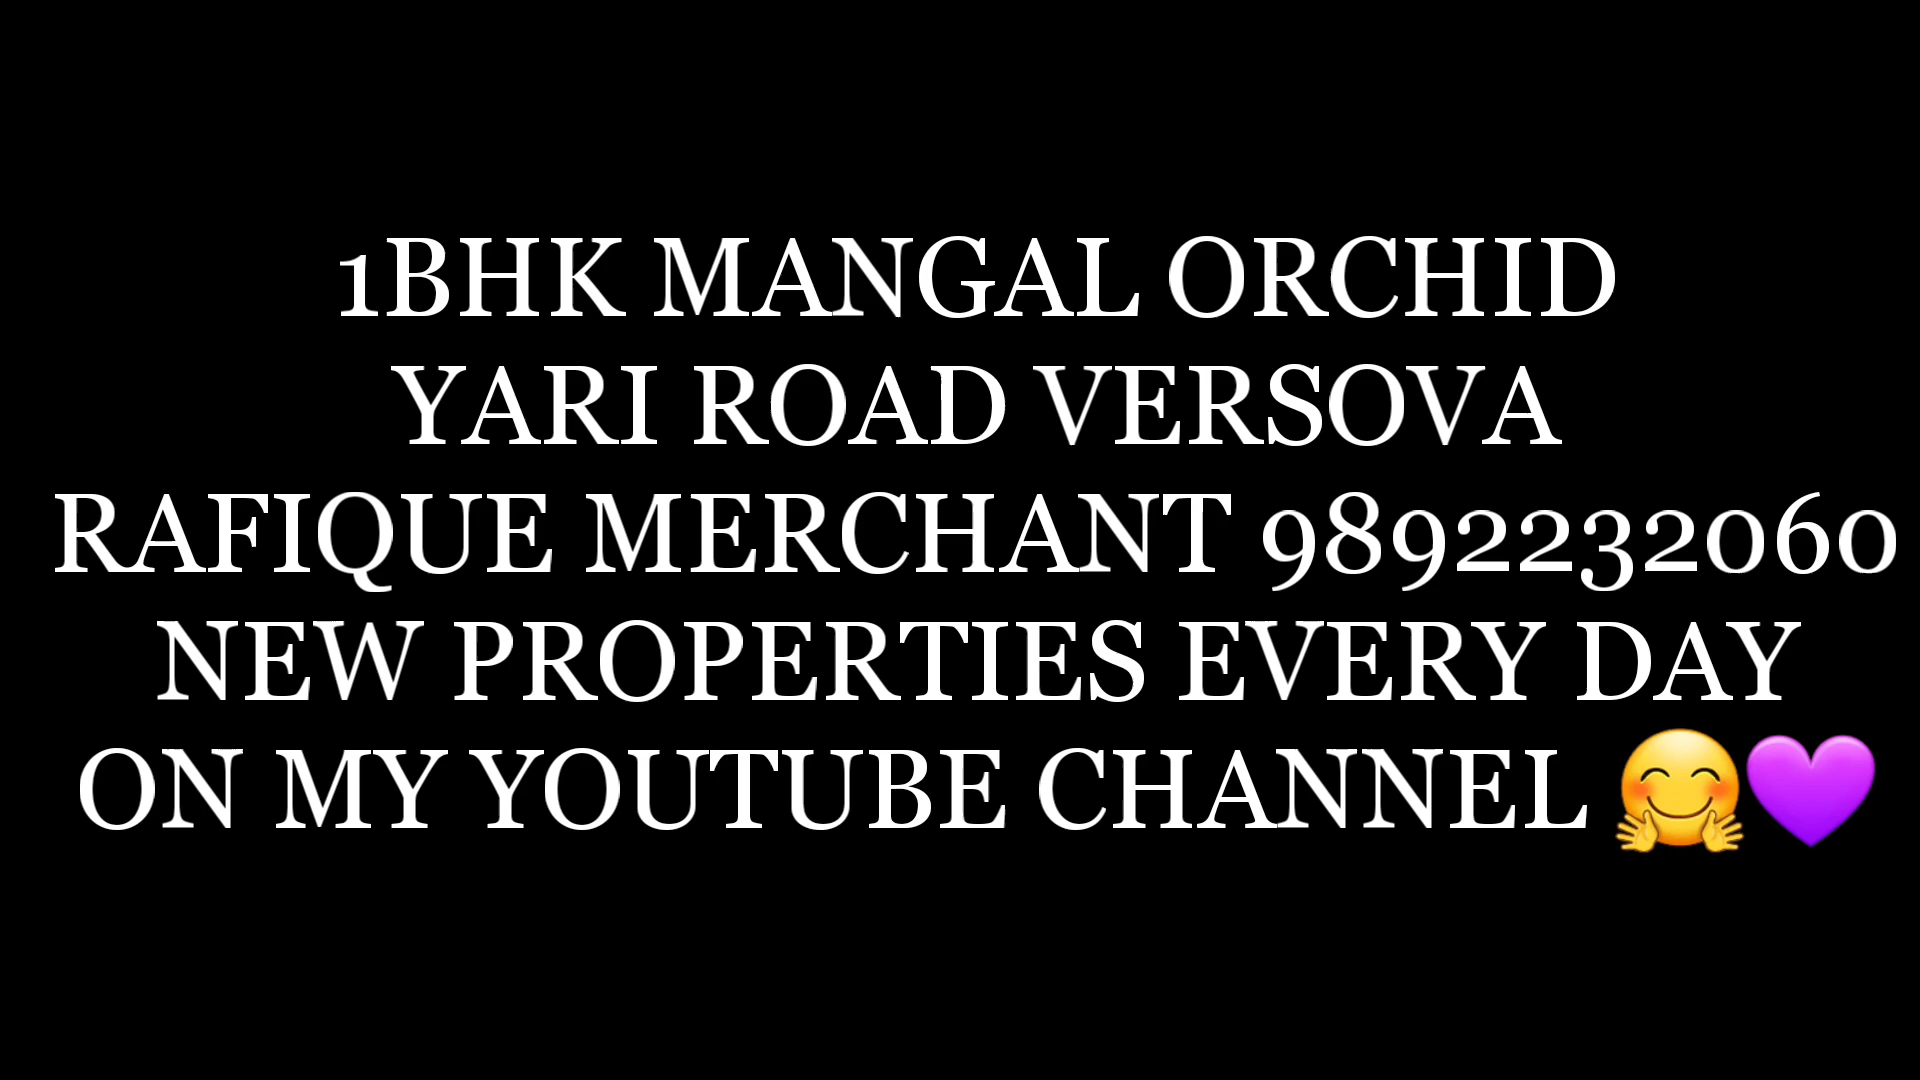 1BHK MANGAL ORCHID
YARI ROAD VERSOVA
RAFIQUE MERCHANT 9892232060
NEW PROPERTIES EVERY DAY
ON MY YOUTUBE CHANNEL 🤗💜